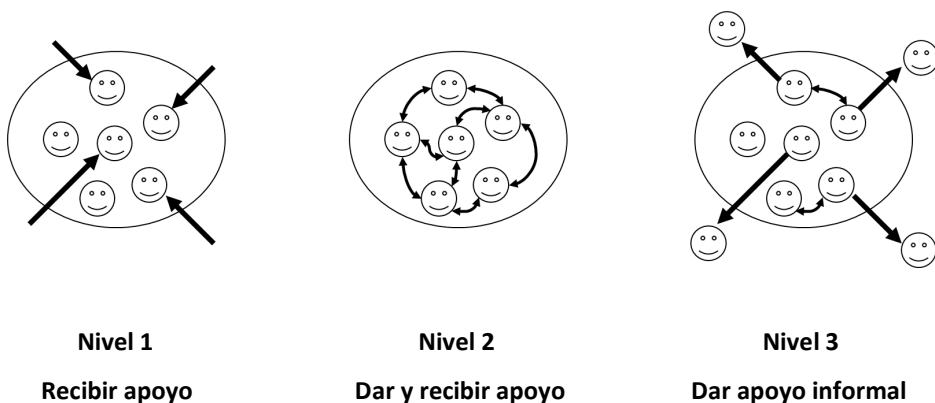 Nivel 1
Recibir apoyo
Nivel 2
Dar y recibir apoyo
Nivel 3
Dar apoyo informal